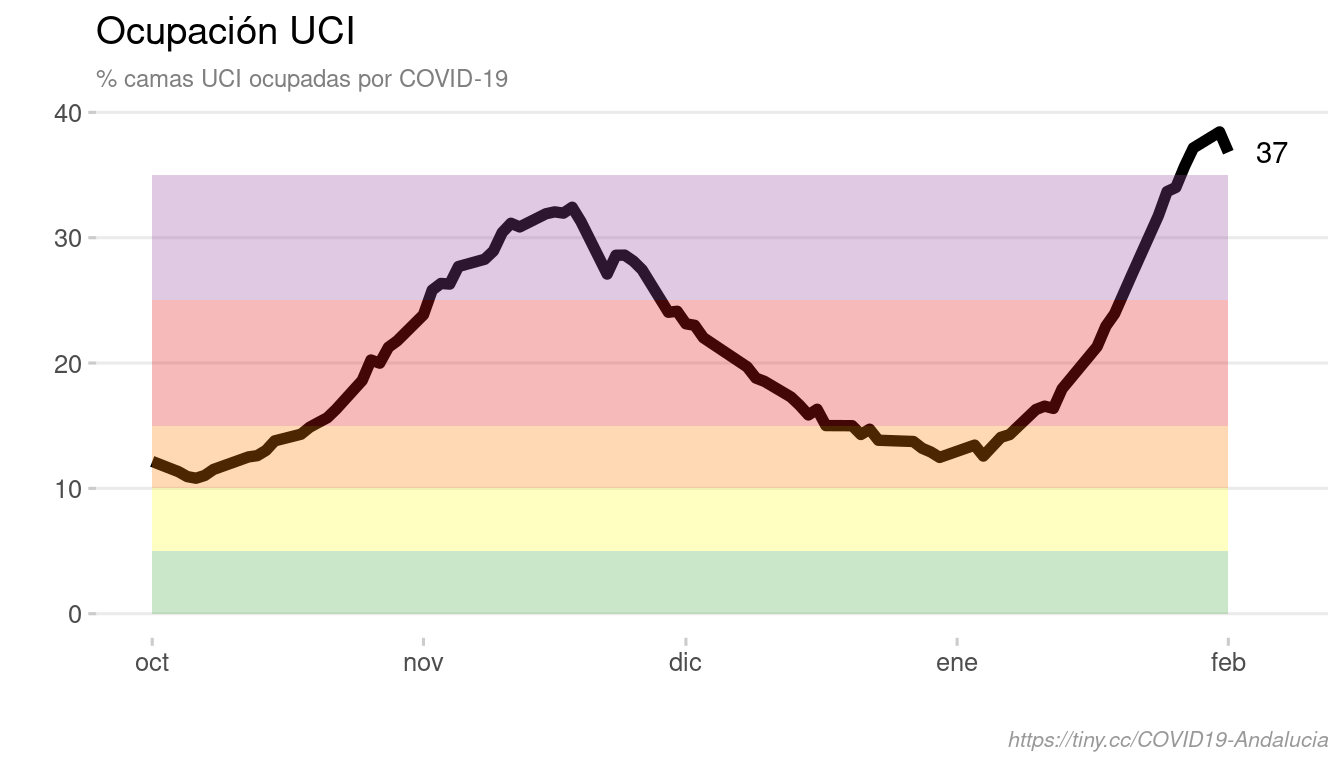 Ocupación UCI
% camas UCI ocupadas por COVID-19
40
37
30
20
10
0
oct nov dic ene feb
https://tiny.cc/COVID19-Andalucia